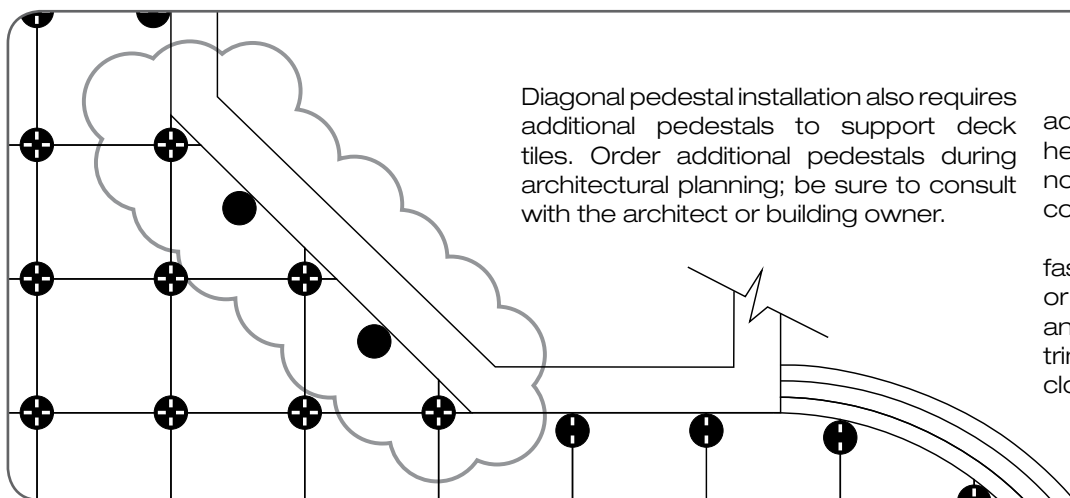 Diagonal pedestal installation also requires
additional pedestals to support deck
tiles. Order additional pedestals during
architectural planning; be sure to consult
with the architect or building owner.
or